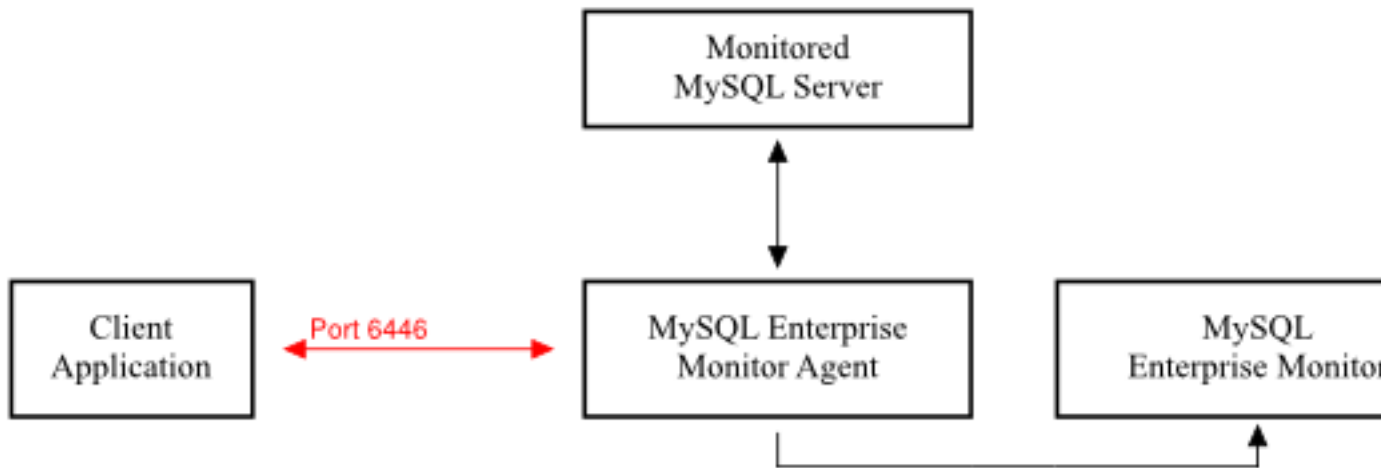 Monitored
MySQL Server
Client
Application
Port 6446
MySQL Enterprise
Monitor Agent
MySQL
Enterprise Monitor